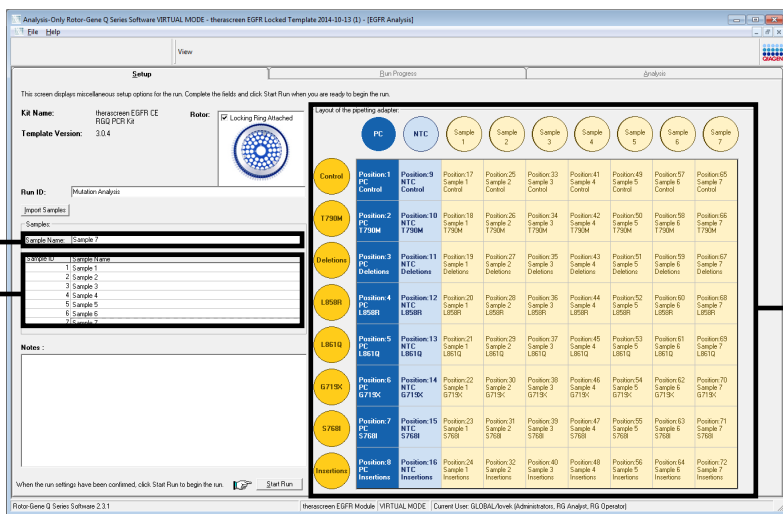 Analysis-Only Rotor-Gene Q Series Software VIRTUAL MODE - therascreen EGFR Locked Template 2014-10-13 (1) - [EGFR Analysis]
File Help
View
QIAGEN
Setup
Run Progress
Analysis
This screen displays miscellaneous setup options for the run. Complete the fields and click Start Run when you are ready to begin the run.
Kit Name: therascreen EGFR CE RGQ PCR Kit
Template Version: 3.0.4
Rotor:
Locking Ring Attached
Run ID: Mutation Analysis
Import Samples
Samples:
Sample Name: Sample 7
Sample ID Sample Name
1 Sample 1
2 Sample 2
3 Sample 3
4 Sample 4
5 Sample 5
6 Sample 6
7 Sample 7
Notes :
When the run settings have been confirmed, click Start Run to begin the run.
Start Run
Layout of the pipetting adapter:
PC NTC Sample 1 Sample 2 Sample 3 Sample 4 Sample 5 Sample 6 Sample 7
Control
Position:1 Position:9 Position:17 Position:25 Position:33 Position:41 Position:49 Position:57 Position:65
PC NTC Sample 1 Sample 2 Sample 3 Sample 4 Sample 5 Sample 6 Sample 7
Control Control Control Control Control Control Control Control Control
T790M
Position:2 Position:10 Position:18 Position:26 Position:34 Position:42 Position:50 Position:58 Position:66
PC NTC Sample 1 Sample 2 Sample 3 Sample 4 Sample 5 Sample 6 Sample 7
T790M T790M T790M T790M T790M T790M T790M T790M T790M
Deletions
Position:3 Position:11 Position:19 Position:27 Position:35 Position:43 Position:51 Position:59 Position:67
PC NTC Sample 1 Sample 2 Sample 3 Sample 4 Sample 5 Sample 6 Sample 7
Deletions Deletions Deletions Deletions Deletions Deletions Deletions Deletions Deletions
L858R
Position:4 Position:12 Position:20 Position:28 Position:36 Position:44 Position:52 Position:60 Position:68
PC NTC Sample 1 Sample 2 Sample 3 Sample 4 Sample 5 Sample 6 Sample 7
L858R L858R L858R L858R L858R L858R L858R L858R L858R
L861Q
Position:5 Position:13 Position:21 Position:29 Position:37 Position:45 Position:53 Position:61 Position:69
PC NTC Sample 1 Sample 2 Sample 3 Sample 4 Sample 5 Sample 6 Sample 7
L861Q L861Q L861Q L861Q L861Q L861Q L861Q L861Q L861Q
G719X
Position:6 Position:14 Position:22 Position:30 Position:38 Position:46 Position:54 Position:62 Position:70
PC NTC Sample 1 Sample 2 Sample 3 Sample 4 Sample 5 Sample 6 Sample 7
G719X G719X G719X G719X G719X G719X G719X G719X G719X
S768I
Position:7 Position:15 Position:23 Position:31 Position:39 Position:47 Position:55 Position:63 Position:71
PC NTC Sample 1 Sample 2 Sample 3 Sample 4 Sample 5 Sample 6 Sample 7
S768I S768I S768I S768I S768I S768I S768I S768I S768I
Insertions
Position:8 Position:16 Position:24 Position:32 Position:40 Position:48 Position:56 Position:64 Position:72
PC NTC Sample 1 Sample 2 Sample 3 Sample 4 Sample 5 Sample 6 Sample 7
Insertions Insertions Insertions Insertions Insertions Insertions Insertions Insertions Insertions
Rotor-Gene Q Series Software 2.3.1
therascreen EGFR Module VIRTUAL MODE Current User: GLOBAL/lovek (Administrators, RG Analyst, RG Operator)